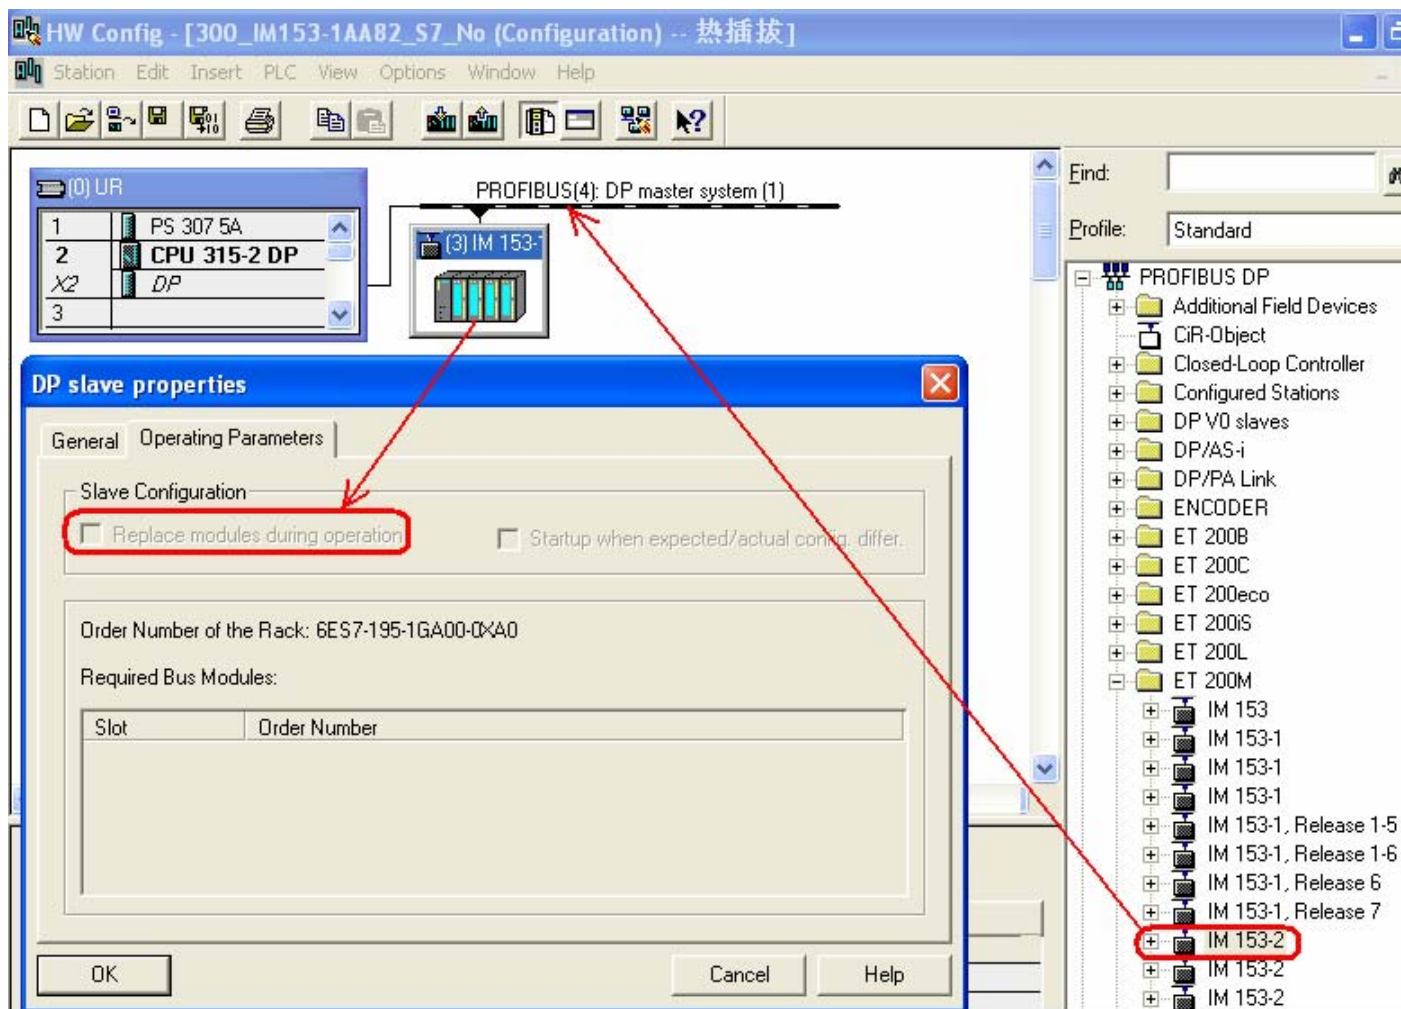 HW Config - [300_IM153-1AA82_S7_No (Configuration) -- 热插拔]
Station Edit Insert PLC View Options Window Help
(0) UR
1 PS 307 5A
2 CPU 315-2 DP
X2 DP
3
PROFIBUS(4): DP master system (1)
(3) IM 153-1
DP slave properties
General Operating Parameters
Slave Configuration
Replace modules during operation
Startup when expected/actual config. differ.
Order Number of the Rack: 6ES7-195-1GA00-0XA0
Required Bus Modules:
Slot Order Number
OK Cancel Help
Find:
Profile: Standard
PROFIBUS DP
Additional Field Devices
CiR-Object
Closed-Loop Controller
Configured Stations
DP V0 slaves
DP/AS-i
DP/PA Link
ENCODER
ET 200B
ET 200C
ET 200eco
ET 200iS
ET 200L
ET 200M
IM 153
IM 153-1
IM 153-1
IM 153-1
IM 153-1, Release 1-5
IM 153-1, Release 1-6
IM 153-1, Release 6
IM 153-1, Release 7
IM 153-2
IM 153-2
IM 153-2